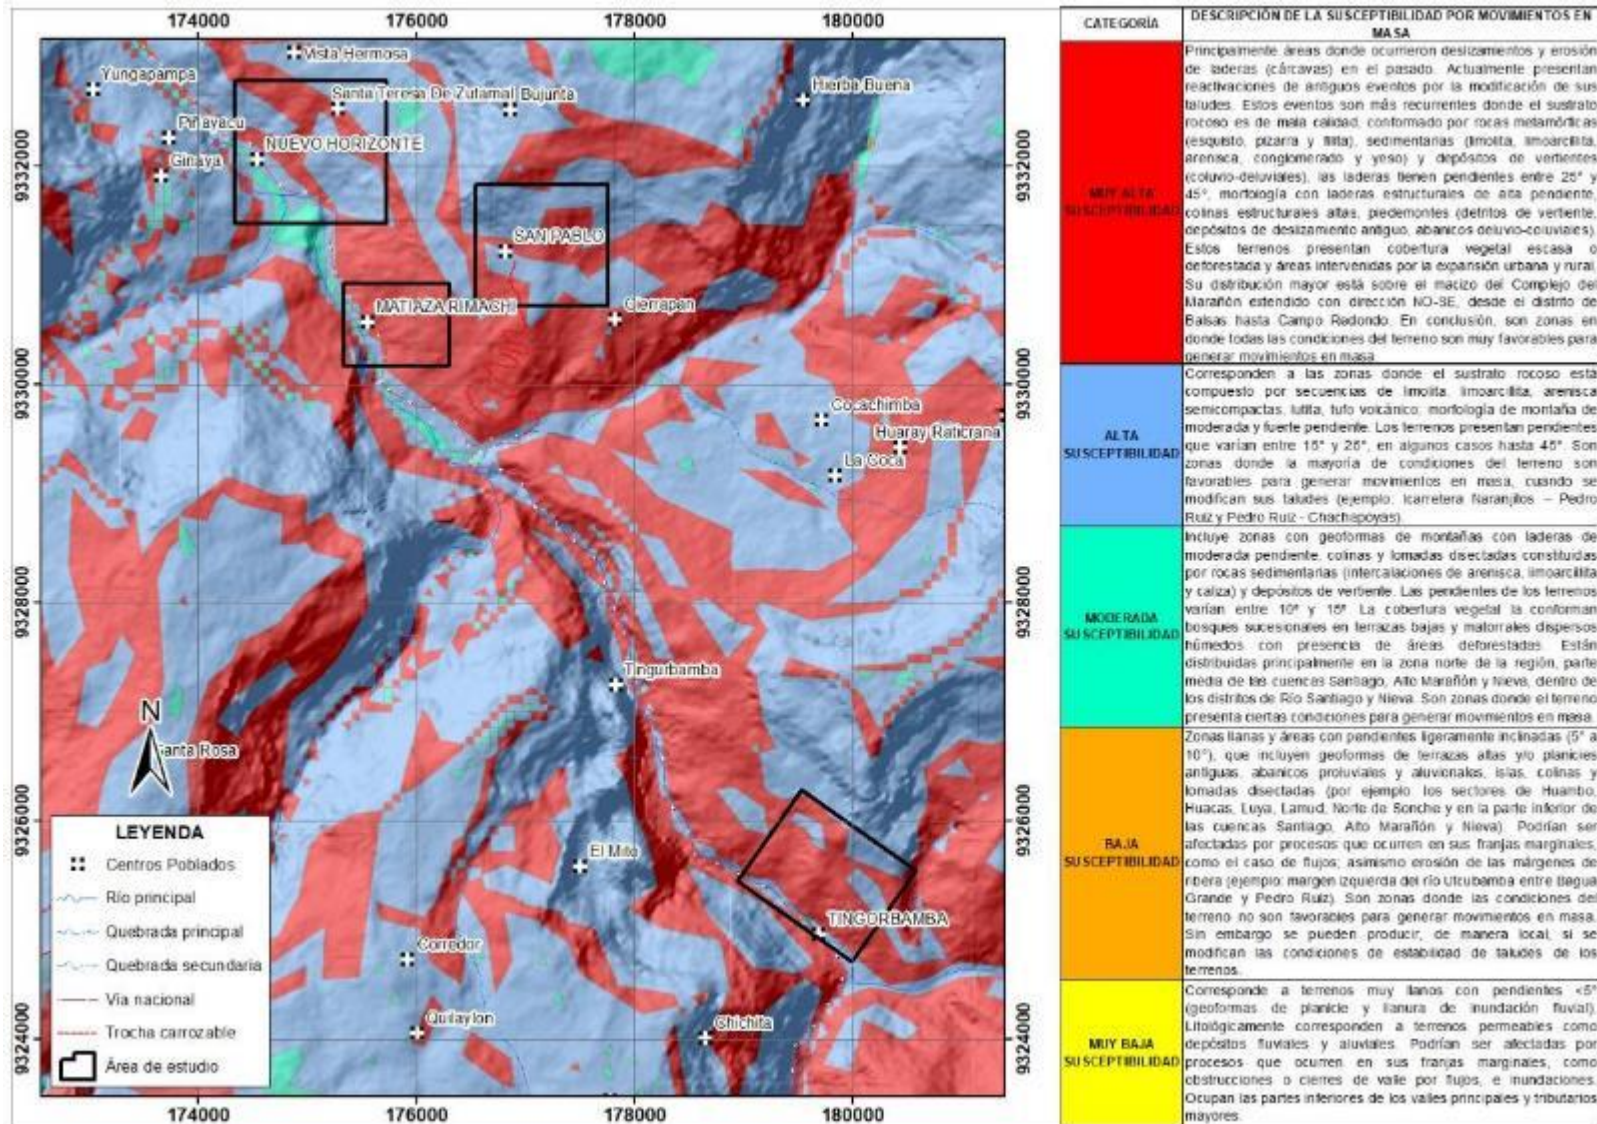 174000 176000 178000 180000
9332000
9330000
9328000
9326000
9324000
Vista Hermosa
Yungapampa
Hierba Buena
Santa Teresa De Zutamal Bujunta
Pinayacu
NUEVO HORIZONTE
Ginaya
SAN PABLO
MATIAZA RIMACHI
Cierrapan
Cocachimba
Huaray Raticrana
La Coca
Tingurbamba
N
Santa Rosa
El Mito
TINGORBAMBA
Corredor
Quilaylon
Chichita
LEYENDA
Centros Poblados
Río principal
Quebrada principal
Quebrada secundaria
Vía nacional
Trocha carrozable
Área de estudio
9332000
9330000
9328000
9326000
9324000
174000 176000 178000 180000
CATEGORÍA
DESCRIPCIÓN DE LA SUSCEPTIBILIDAD POR MOVIMIENTOS EN
MASA
MUY ALTA
SUSCEPTIBILIDAD
Principalmente áreas donde ocurrieron deslizamientos y erosión
de laderas (cárcavas) en el pasado. Actualmente presentan
reactivaciones de antiguos eventos por la modificación de sus
taludes. Estos eventos son más recurrentes donde el sustrato
rocoso es de mala calidad, conformado por rocas metamórficas
(esquisto, pizarra y filita), sedimentarias (limolita, limoarcillita,
arenisca, conglomerado y yeso) y depósitos de vertientes
(coluvio-deluviales), las laderas tienen pendientes entre 25° y
45°, morfología con laderas estructurales de alta pendiente,
colinas estructurales altas, piedemontes (detritos de vertiente,
depósitos de deslizamiento antiguo, abanicos deluvio-coluviales).
Estos terrenos presentan cobertura vegetal escasa o
deforestada y áreas intervenidas por la expansión urbana y rural.
Su distribución mayor está sobre el macizo del Complejo del
Marañón extendido con dirección NO-SE, desde el distrito de
Balsas hasta Campo Redondo. En conclusión, son zonas en
donde todas las condiciones del terreno son muy favorables para
generar movimientos en masa
ALTA
SUSCEPTIBILIDAD
Corresponden a las zonas donde el sustrato rocoso está
compuesto por secuencias de limolita, limoarcillita, arenisca
semicompactas, lutita, tufo volcánico; morfología de montaña de
moderada y fuerte pendiente. Los terrenos presentan pendientes
que varían entre 15° y 25°, en algunos casos hasta 45°. Son
zonas donde la mayoría de condiciones del terreno son
favorables para generar movimientos en masa, cuando se
modifican sus taludes (ejemplo: Icarretera Naranjitos – Pedro
Ruiz y Pedro Ruiz - Chachapoyas).
MODERADA
SUSCEPTIBILIDAD
Incluye zonas con geoformas de montañas con laderas de
moderada pendiente, colinas y lomadas disectadas constituidas
por rocas sedimentarias (intercalaciones de arenisca, limoarcillita
y caliza) y depósitos de vertiente. Las pendientes de los terrenos
varían entre 10° y 15° La cobertura vegetal la conforman
bosques sucesionales en terrazas bajas y matorrales dispersos
húmedos con presencia de áreas deforestadas. Están
distribuidas principalmente en la zona norte de la región, parte
media de las cuencas Santiago, Alto Marañón y Nieva, dentro de
los distritos de Río Santiago y Nieva. Son zonas donde el terreno
presenta ciertas condiciones para generar movimientos en masa.
BAJA
SUSCEPTIBILIDAD
Zonas llanas y áreas con pendientes ligeramente inclinadas (5° a
10°), que incluyen geoformas de terrazas altas y/o planicies
antiguas, abanicos proluviales y aluvionales, islas, colinas y
lomadas disectadas (por ejemplo los sectores de Huambo,
Huacas, Luya, Lamud, Norte de Sonche y en la parte inferior de
las cuencas Santiago, Alto Marañón y Nieva). Podrían ser
afectadas por procesos que ocurren en sus franjas marginales,
como el caso de flujos; asimismo erosión de las márgenes de
ribera (ejemplo: margen izquierda del río Utcubamba entre Bagua
Grande y Pedro Ruiz). Son zonas donde las condiciones del
terreno no son favorables para generar movimientos en masa.
Sin embargo se pueden producir, de manera local, si se
modifican las condiciones de estabilidad de taludes de los
terrenos.
MUY BAJA
SUSCEPTIBILIDAD
Corresponde a terrenos muy llanos con pendientes <5°
(geoformas de planicie y llanura de inundación fluvial).
Litológicamente corresponden a terrenos permeables como
depósitos fluviales y aluviales. Podrían ser afectadas por
procesos que ocurren en sus franjas marginales, como
obstrucciones o cierres de valle por flujos, e inundaciones.
Ocupan las partes inferiores de los valles principales y tributarios
mayores.